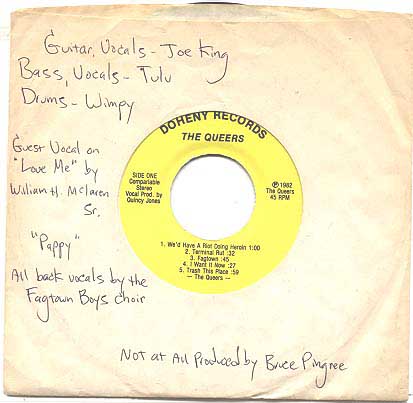 Guitar, Vocals - Joe King
Bass, Vocals - Tulu
Drums - Wimpy
Guest Vocal on
"Love Me" by
William H. McLaren
Sr.
"Pappy"
All back vocals by the
Fagtown Boys choir
Not at All Produced by Bruce Pingree
DOHENY RECORDS
THE QUEERS
SIDE ONE
Compartable
Stereo
Vocal Prod. by
Quincy Jones
℗ 1982
The Queers
45 RPM
1. We'd Have A Riot Doing Heroin 1:00
2. Terminal Rut :32
3. Fagtown :45
4. I Want It Now :27
5. Trash This Place :59
— The Queers —